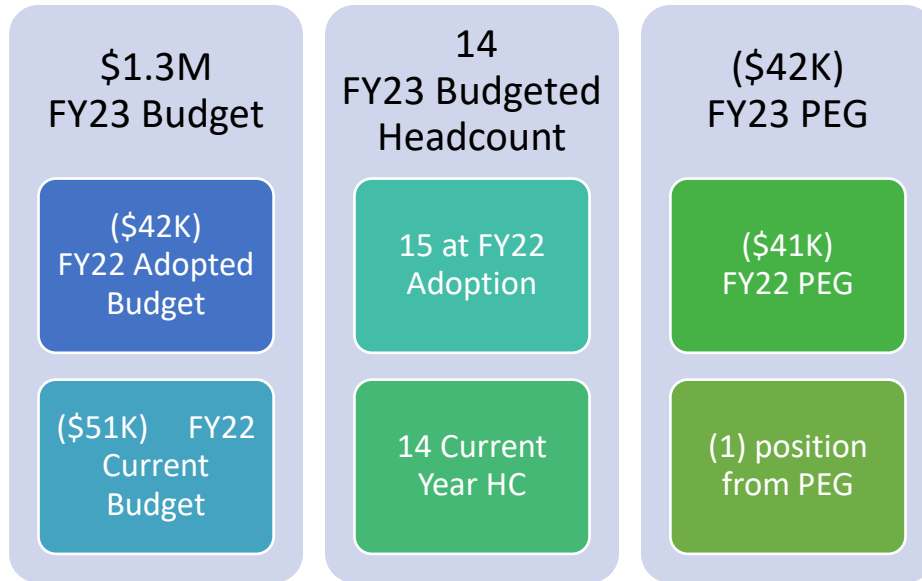 $1.3M
FY23 Budget
($42K)
FY22 Adopted
Budget
($51K) FY22
Current
Budget
14
FY23 Budgeted
Headcount
15 at FY22
Adoption
14 Current
Year HC
($42K)
FY23 PEG
($41K)
FY22 PEG
(1) position
from PEG